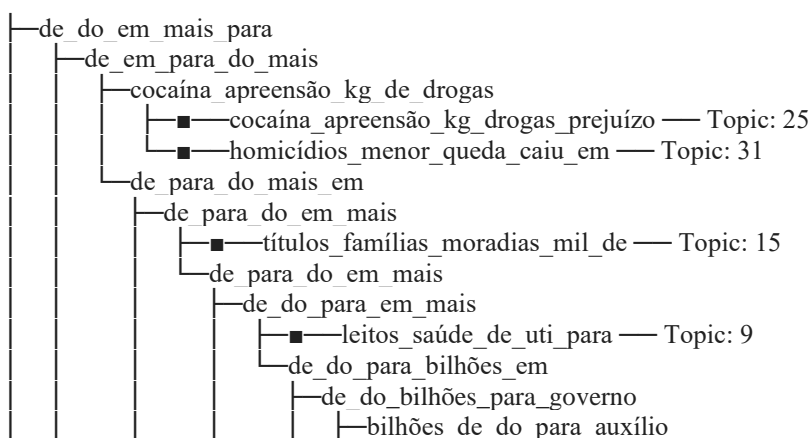 de_do_em_mais_para
de_em_para_do_mais
cocaína_apreensão_kg_de_drogas
cocaína_apreensão_kg_drogas_prejuízo Topic: 25
homicídios_menor_queda_caiu_em Topic: 31
de_para_do_mais_em
de_para_do_em_mais
títulos_famílias_moradias_mil_de Topic: 15
de_para_do_em_mais
de_do_para_em_mais
leitos_saúde_de_uti_para Topic: 9
de_do_para_bilhões_em
de_do_bilhões_para_governo
bilhões_de_do_para_auxílio